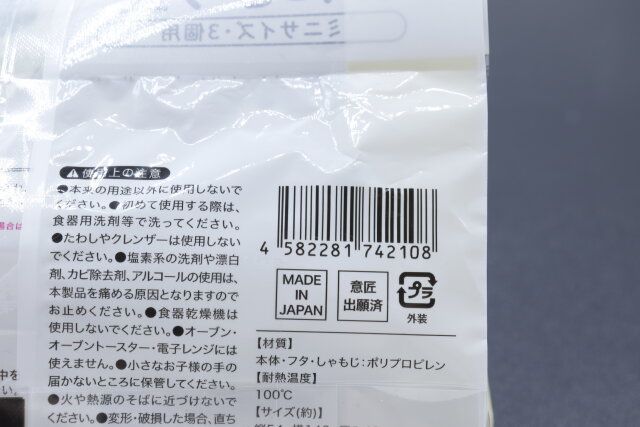 ミニサイズ・3個用
使用上の注意
●本来の用途以外に使用しないで
ください。●初めて使用する際は、
食器用洗剤等で洗ってください。
●たわしやクレンザーは使用しない
でください。●塩素系の洗剤や漂白
剤、カビ除去剤、アルコールの使用は、
本製品を痛める原因となりますので
お止めください。●食器乾燥機は
使用しないでください。●オーブン・
オーブントースター・電子レンジには
使えません。●小さなお子様の手の
届かないところに保管してください。
●火や熱源のそばに近づけないで
ください。●変形・破損した場合、直ち
4 582281 742108
MADE
IN
JAPAN
意匠
出願済
プラ
外装
【材質】
本体・フタ・しゃもじ:ポリプロピレン
【耐熱温度】
100℃
【サイズ(約)】